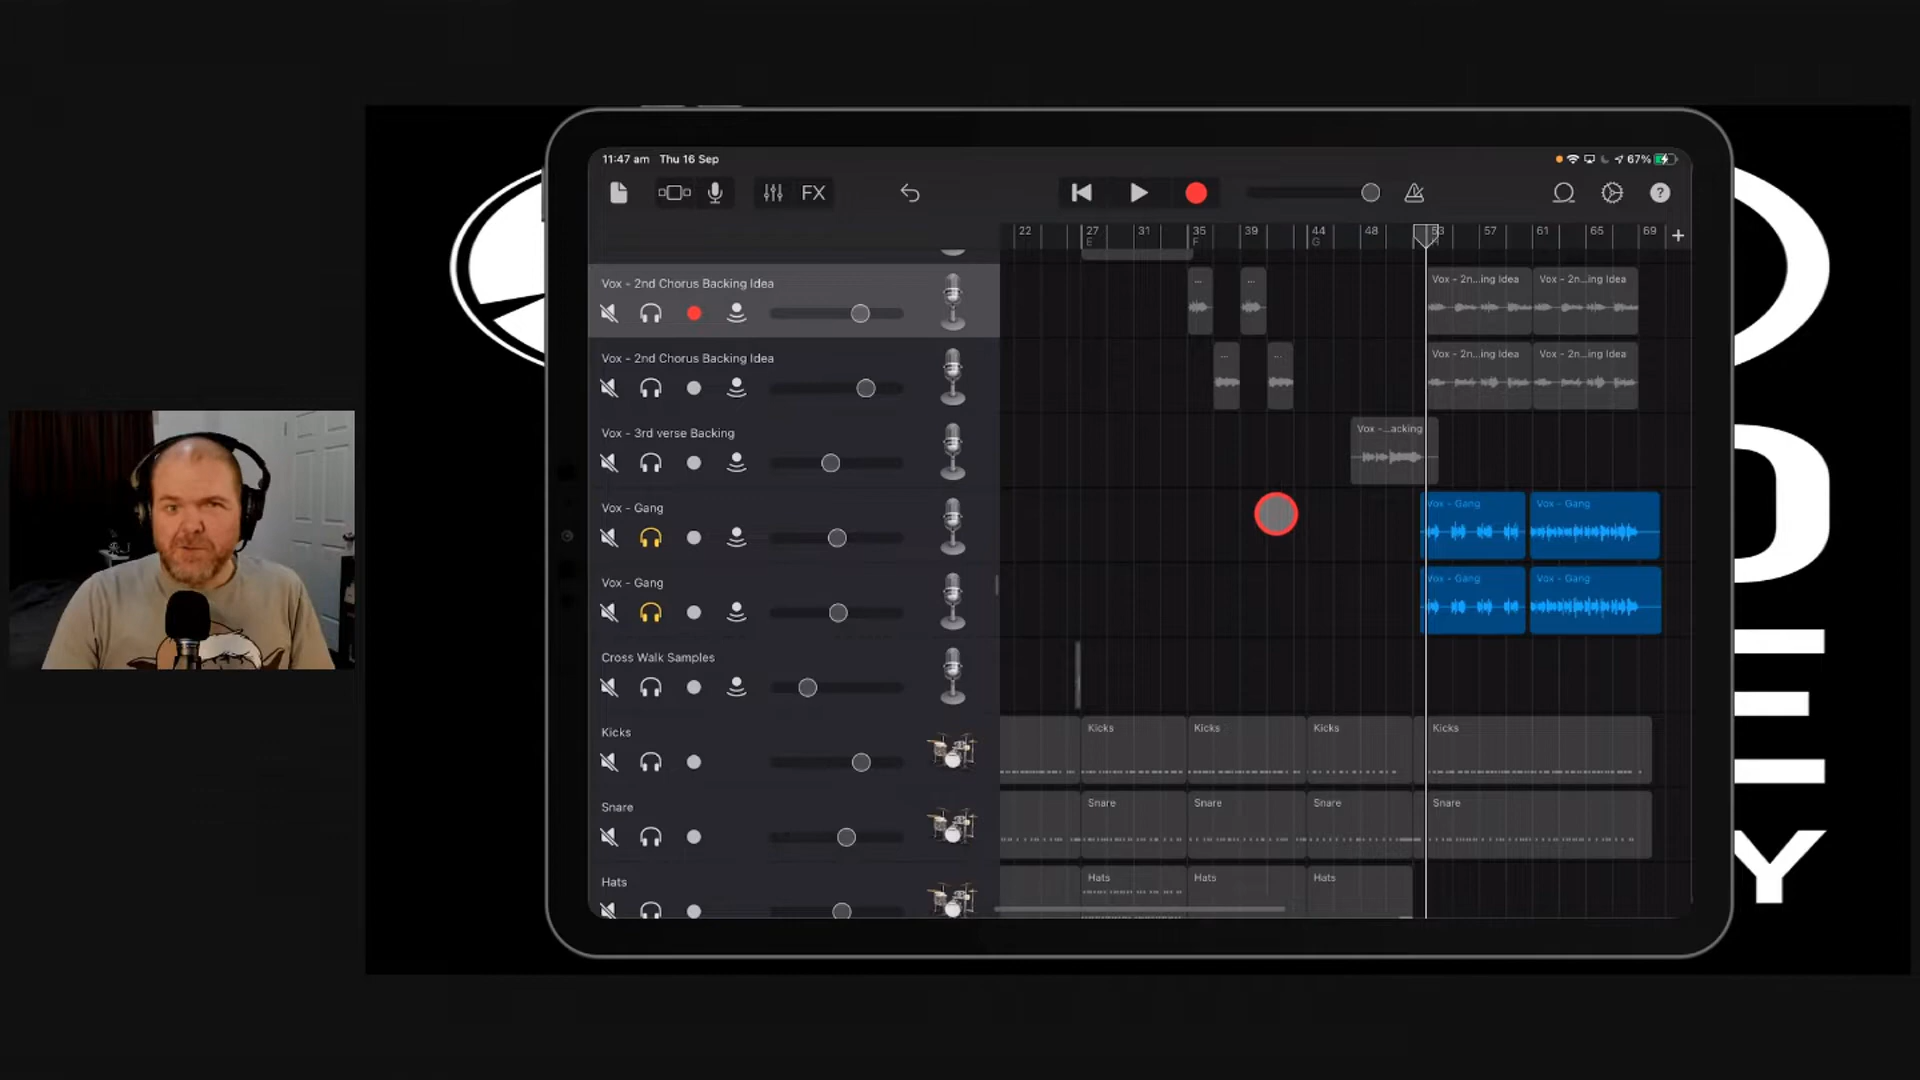 11:47 am Thu 16 Sep
67%
FX
?
22 27 31 35 39 44 48 53 57 61 65 69 +
E F G
Vox - 2nd Chorus Backing Idea
... ... Vox - 2n...ing Idea Vox - 2n...ing Idea
Vox - 2nd Chorus Backing Idea
... ... Vox - 2n...ing Idea Vox - 2n...ing Idea
Vox - 3rd verse Backing
Vox -...acking
Vox - Gang
Vox - Gang Vox - Gang
Vox - Gang
Vox - Gang Vox - Gang
Cross Walk Samples
Kicks
Kicks Kicks Kicks Kicks
Snare
Snare Snare Snare Snare
Hats
Hats Hats Hats